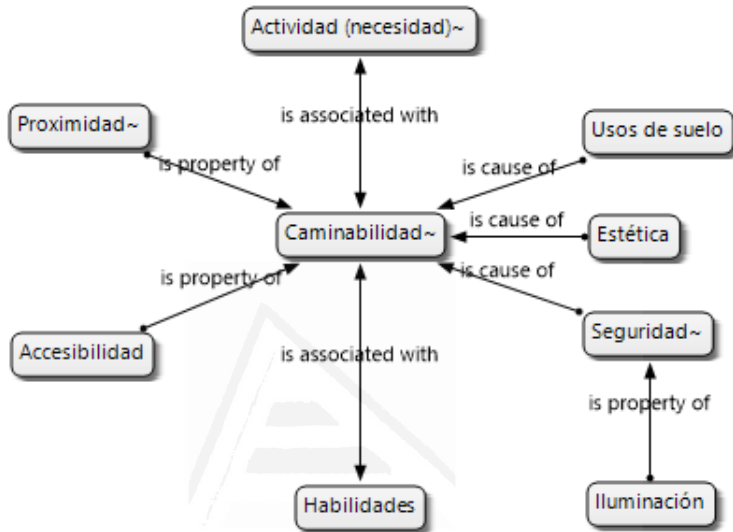 Actividad (necesidad)~
is associated with
Proximidad~
Usos de suelo
is property of
is cause of
Caminabilidad~
is cause of
Estética
is property of
is cause of
Accesibilidad
Seguridad~
is associated with
is property of
Habilidades
Iluminación